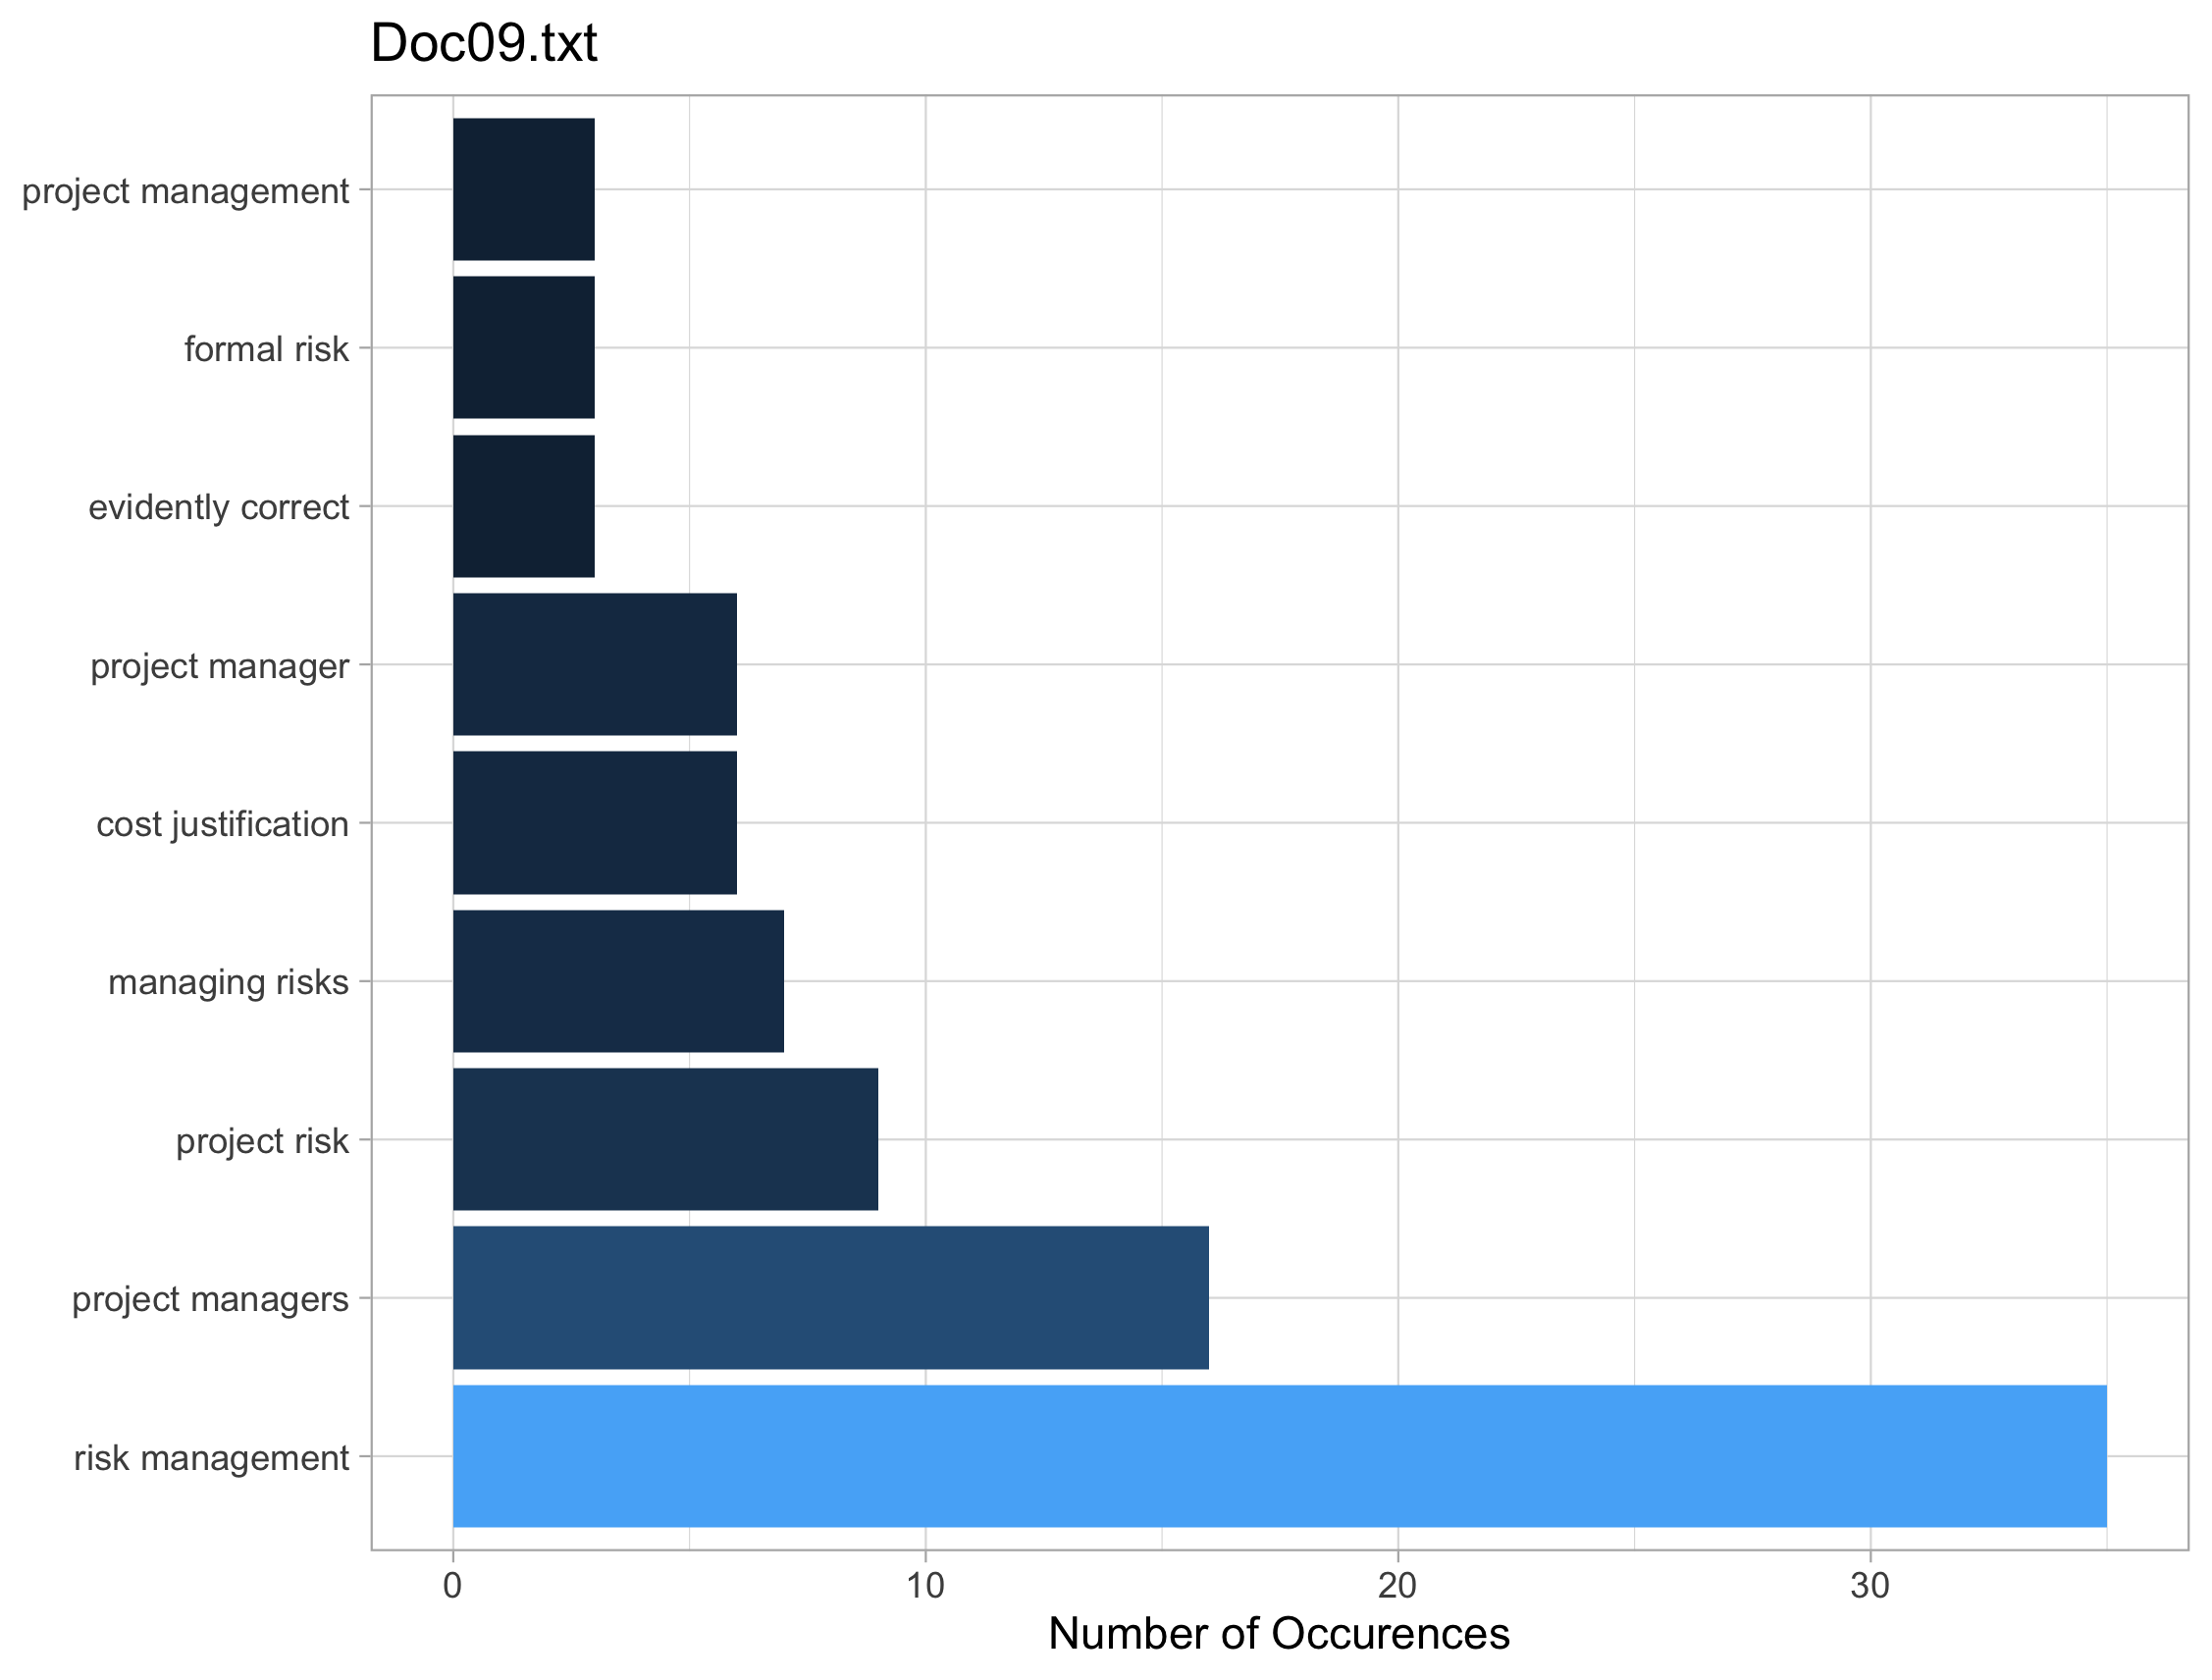 Doc09.txt
project management
formal risk
evidently correct
project manager
cost justification
managing risks
project risk
project managers
risk management
0 10 20 30
Number of Occurences